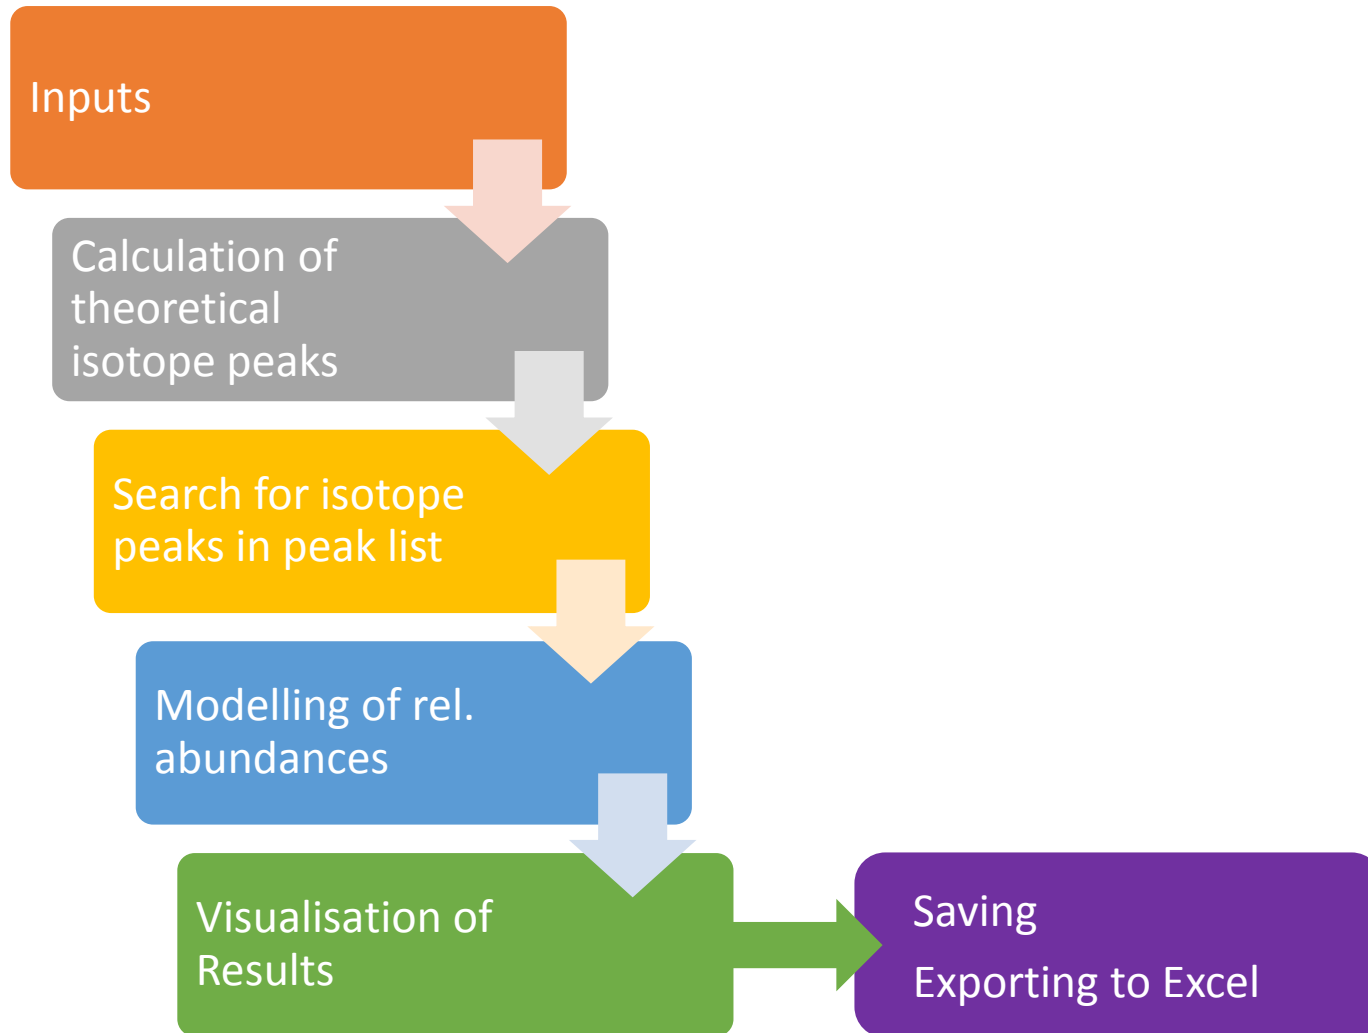 Inputs
Calculation of
theoretical
isotope peaks
Search for isotope
peaks in peak list
Modelling of rel.
abundances
Visualisation of
Results
Saving
Exporting to Excel